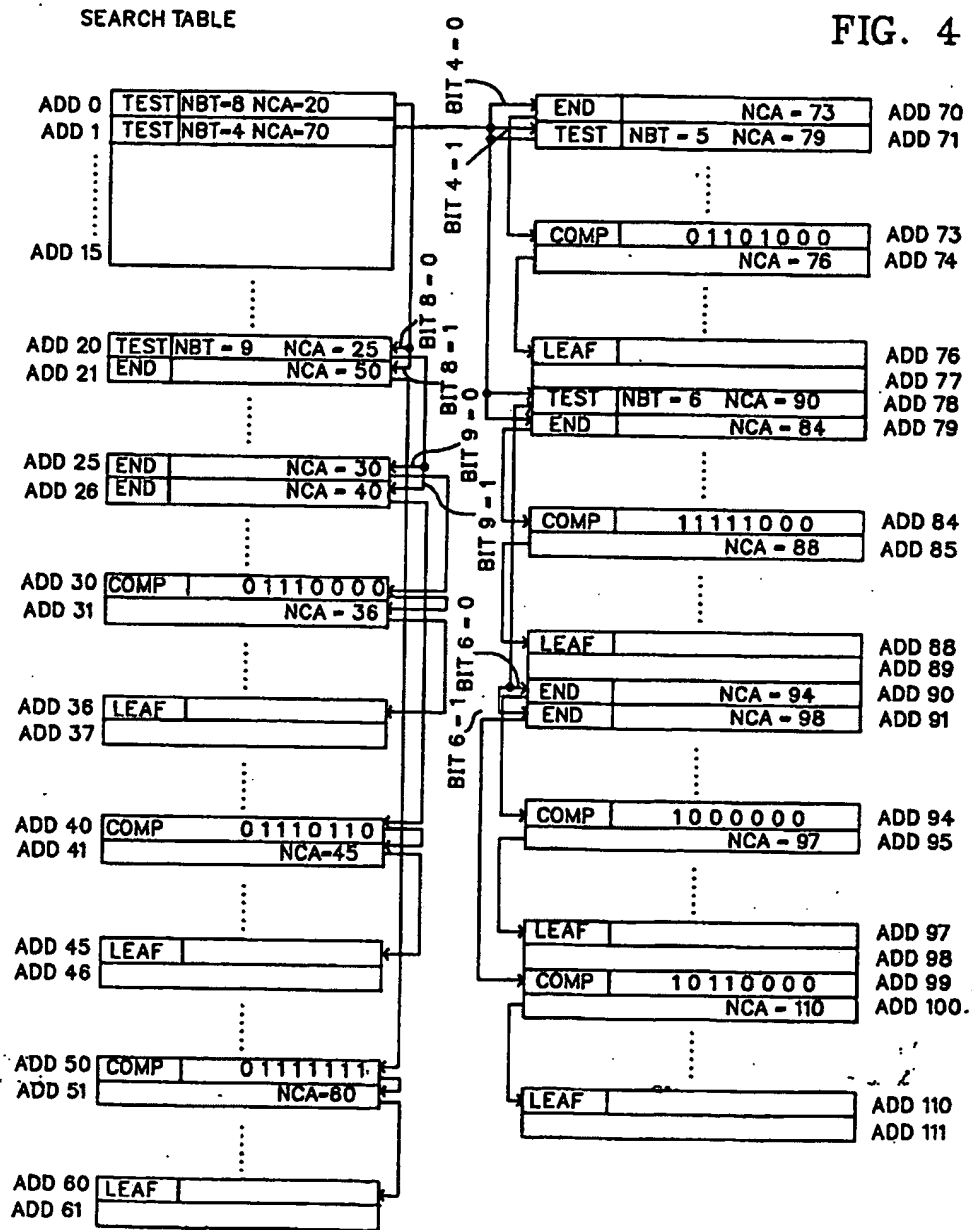 SEARCH TABLE
FIG. 4
ADD 0 TEST NBT=8 NCA=20
ADD 1 TEST NBT=4 NCA=70
ADD 15
ADD 20 TEST NBT = 9 NCA = 25
ADD 21 END NCA = 50
ADD 25 END NCA = 30
ADD 26 END NCA = 40
ADD 30 COMP 01110000
ADD 31 NCA = 36
ADD 36 LEAF
ADD 37
ADD 40 COMP 01110110
ADD 41 NCA=45
ADD 45 LEAF
ADD 46
ADD 50 COMP 01111111
ADD 51 NCA=60
ADD 60 LEAF
ADD 61
BIT 8 = 0
BIT 8 = 1
BIT 9 = 0
BIT 9 = 1
BIT 4 = 0
BIT 4 = 1
BIT 6 = 0
BIT 6 = 1
END NCA = 73 ADD 70
TEST NBT = 5 NCA = 79 ADD 71
COMP 01101000 ADD 73
NCA = 76 ADD 74
LEAF ADD 76
ADD 77
TEST NBT = 6 NCA = 90 ADD 78
END NCA = 84 ADD 79
COMP 11111000 ADD 84
NCA = 88 ADD 85
LEAF ADD 88
ADD 89
END NCA = 94 ADD 90
END NCA = 98 ADD 91
COMP 1000000 ADD 94
NCA = 97 ADD 95
LEAF ADD 97
ADD 98
COMP 10110000 ADD 99
NCA = 110 ADD 100.
LEAF ADD 110
ADD 111